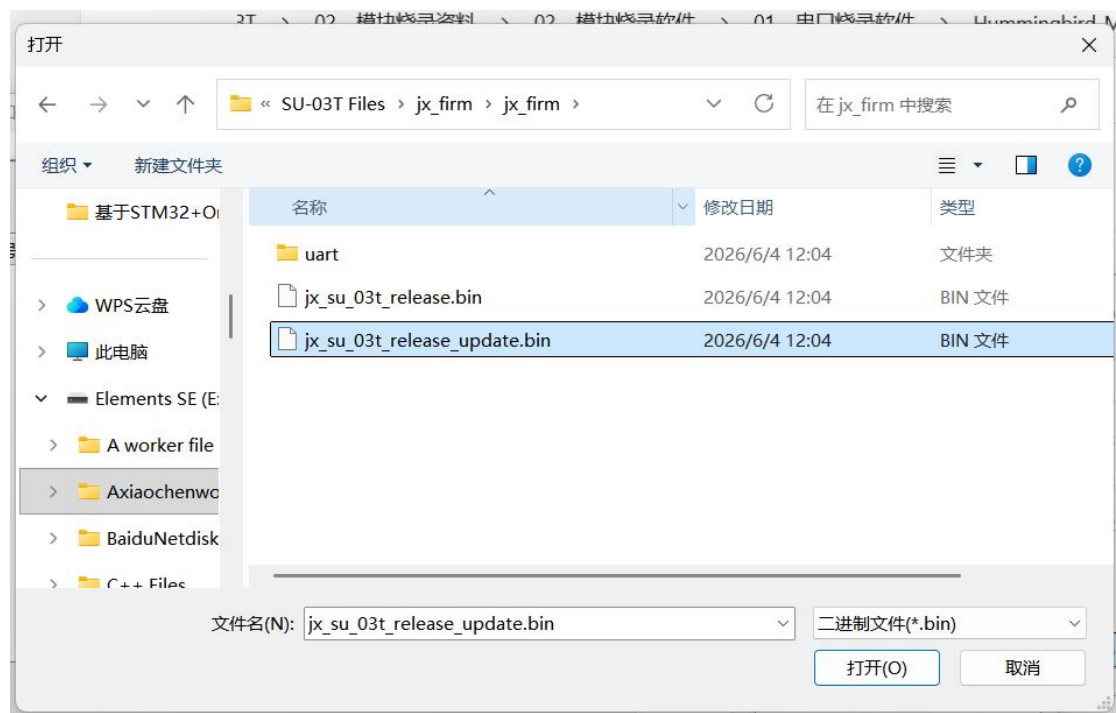 打开
« SU-03T Files › jx_firm › jx_firm ›
在 jx_firm 中搜索
组织
新建文件夹
名称
修改日期
类型
基于STM32+O
uart
2026/6/4 12:04
文件夹
jx_su_03t_release.bin
2026/6/4 12:04
BIN 文件
jx_su_03t_release_update.bin
2026/6/4 12:04
BIN 文件
WPS云盘
此电脑
Elements SE (E:
A worker file
Axiaochenwo
BaiduNetdisk
C++ Files
文件名(N):
jx_su_03t_release_update.bin
二进制文件(*.bin)
打开(O)
取消